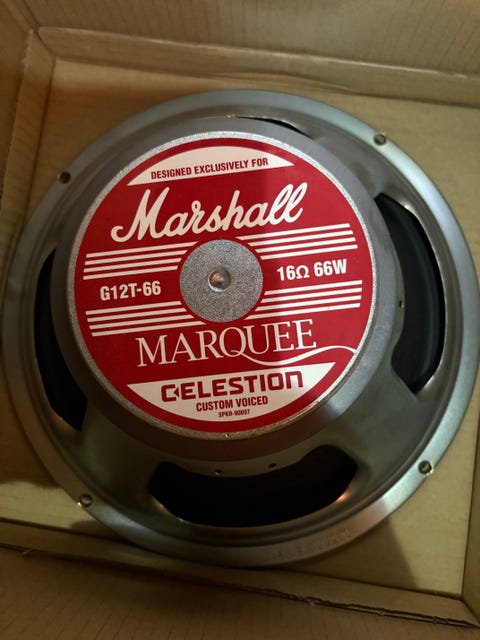 DESIGNED EXCLUSIVELY FOR
Marshall
G12T-66
16Ω 66W
MARQUEE
CELESTION
CUSTOM VOICED
SPKR-90097